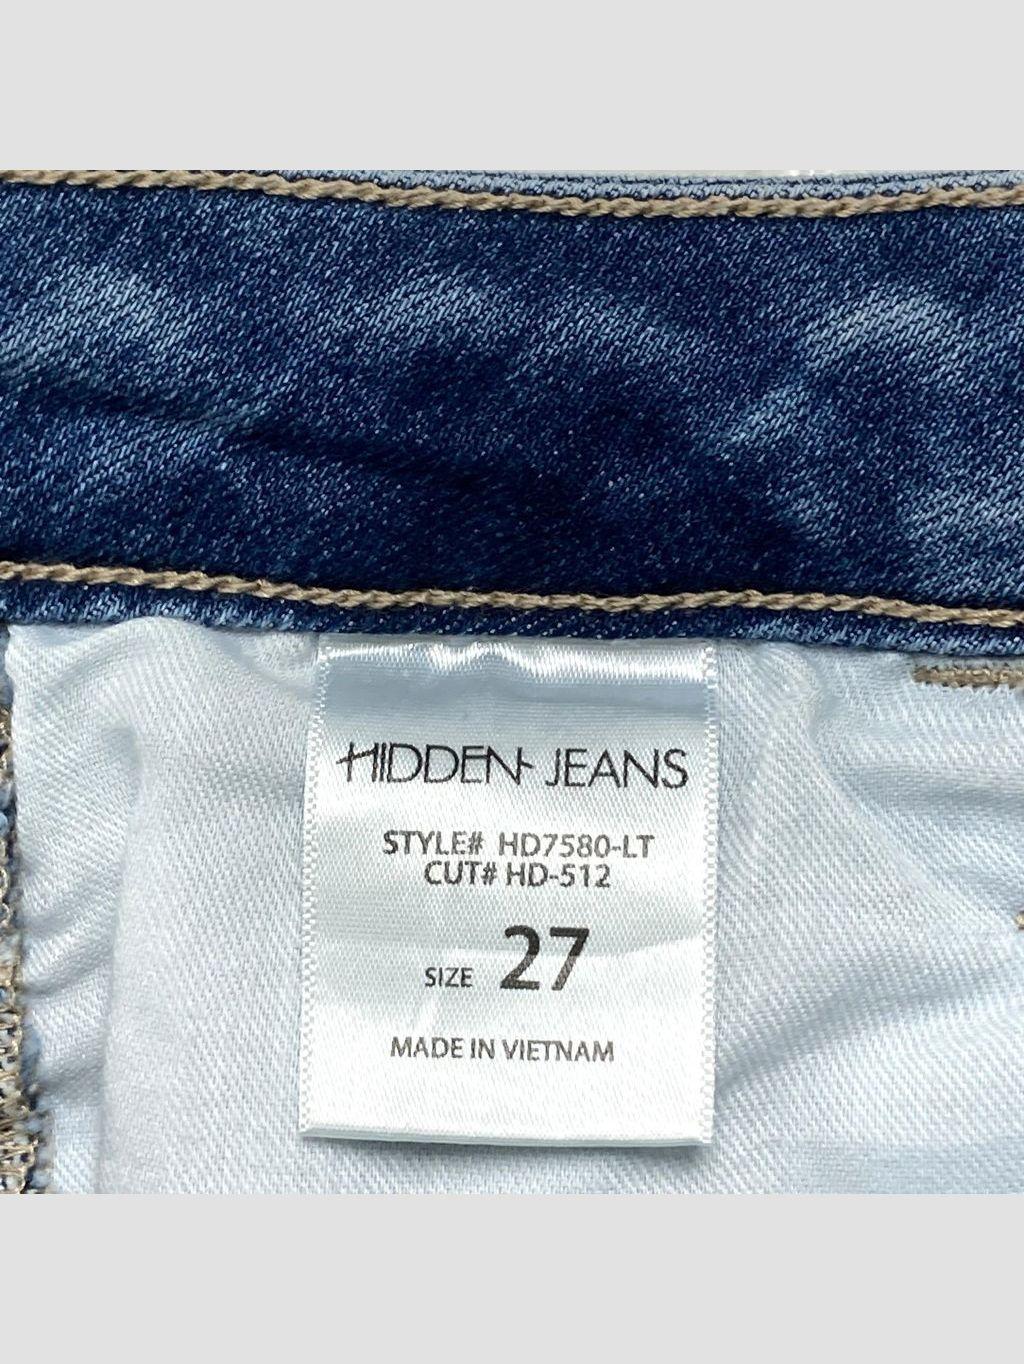 HIDDEN JEANS
STYLE# HD7580-LT
CUT# HD-512
SIZE 27
MADE IN VIETNAM